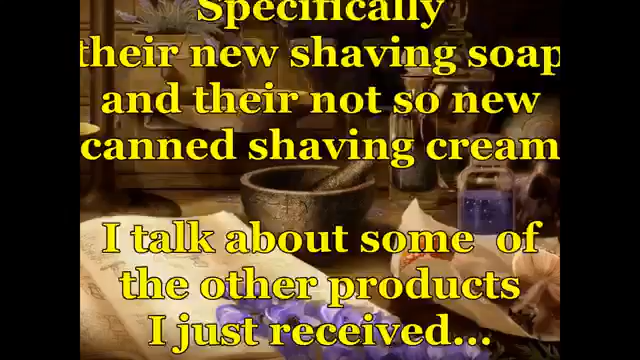 Specifically
their new shaving soap
and their not so new
canned shaving cream
I talk about some of
the other products
I just received...